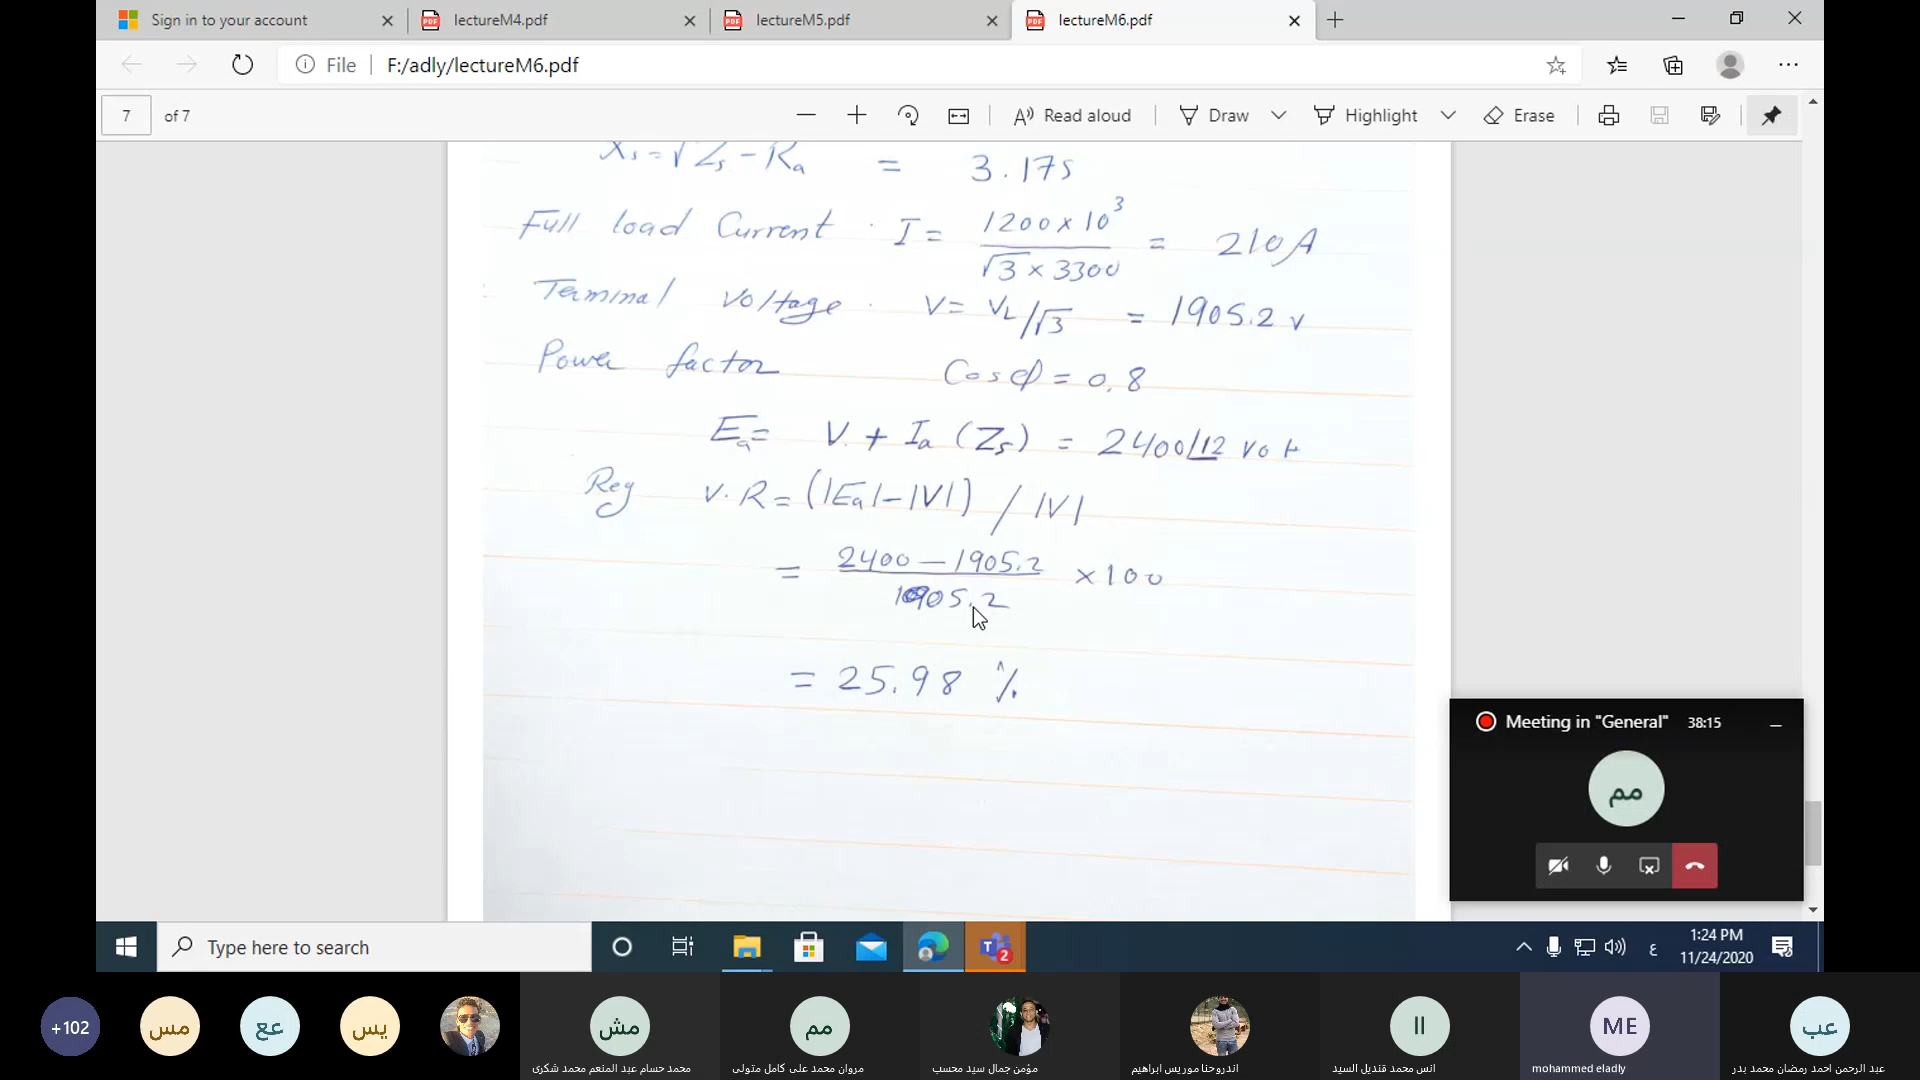 Sign in to your account
lectureM4.pdf
lectureM5.pdf
lectureM6.pdf
File
F:/adly/lectureM6.pdf
7 of 7
Read aloud
Draw
Highlight
Erase
Xs = √Zs - Ra = 3.175
Full load Current . I = 1200 x 10³ / √3 x 3300 = 210 A
Terminal Voltage . V = VL/√3 = 1905.2 v
Power factor Cosφ = 0.8
Ea = V + Ia (Zs) = 2400∠12 volt
Reg V.R = (|Ea| - |V|) / |V|
= 2400 - 1905.2 / 1905.2 x 100
= 25.98 %
Meeting in "General" 38:15
مم
Type here to search
2
ع
1:24 PM
11/24/2020
+102
مس
عع
يس
مش
مم
II
ME
عب
محمد حسام عبد المنعم محمد شكرى
مروان محمد على كامل متولى
مؤمن جمال سيد محسب
اندروحنا موريس ابراهيم
انس محمد قنديل السيد
mohammed eladly
عبد الرحمن احمد رمضان محمد بدر